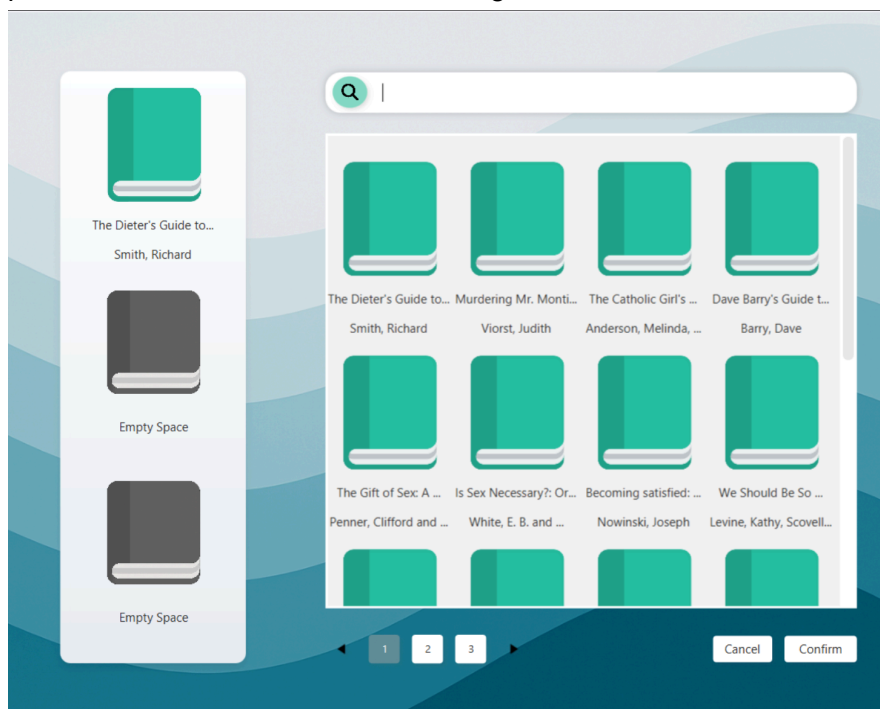 The Dieter's Guide to...
Smith, Richard
Empty Space
Empty Space
The Dieter's Guide to... Murdering Mr. Monti... The Catholic Girl's ... Dave Barry's Guide t...
Smith, Richard Viorst, Judith Anderson, Melinda, ... Barry, Dave
The Gift of Sex: A ... Is Sex Necessary?: Or... Becoming satisfied: ... We Should Be So ...
Penner, Clifford and ... White, E. B. and ... Nowinski, Joseph Levine, Kathy, Scovell...
1 2 3 Cancel Confirm